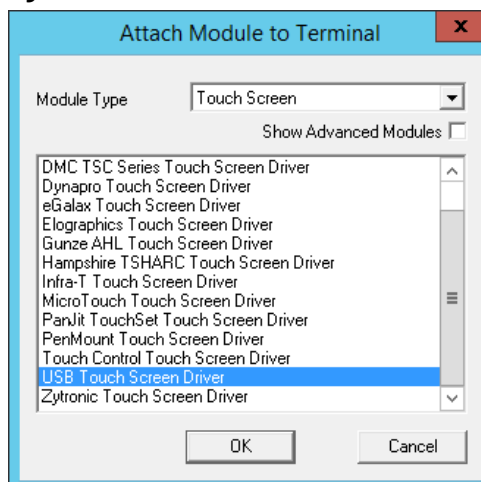 Attach Module to Terminal
x
Module Type
Touch Screen
Show Advanced Modules
DMC TSC Series Touch Screen Driver
Dynapro Touch Screen Driver
eGalax Touch Screen Driver
Elographics Touch Screen Driver
Gunze AHL Touch Screen Driver
Hampshire TSHARC Touch Screen Driver
Infra-T Touch Screen Driver
MicroTouch Touch Screen Driver
PanJit TouchSet Touch Screen Driver
PenMount Touch Screen Driver
Touch Control Touch Screen Driver
USB Touch Screen Driver
Zytronic Touch Screen Driver
OK
Cancel